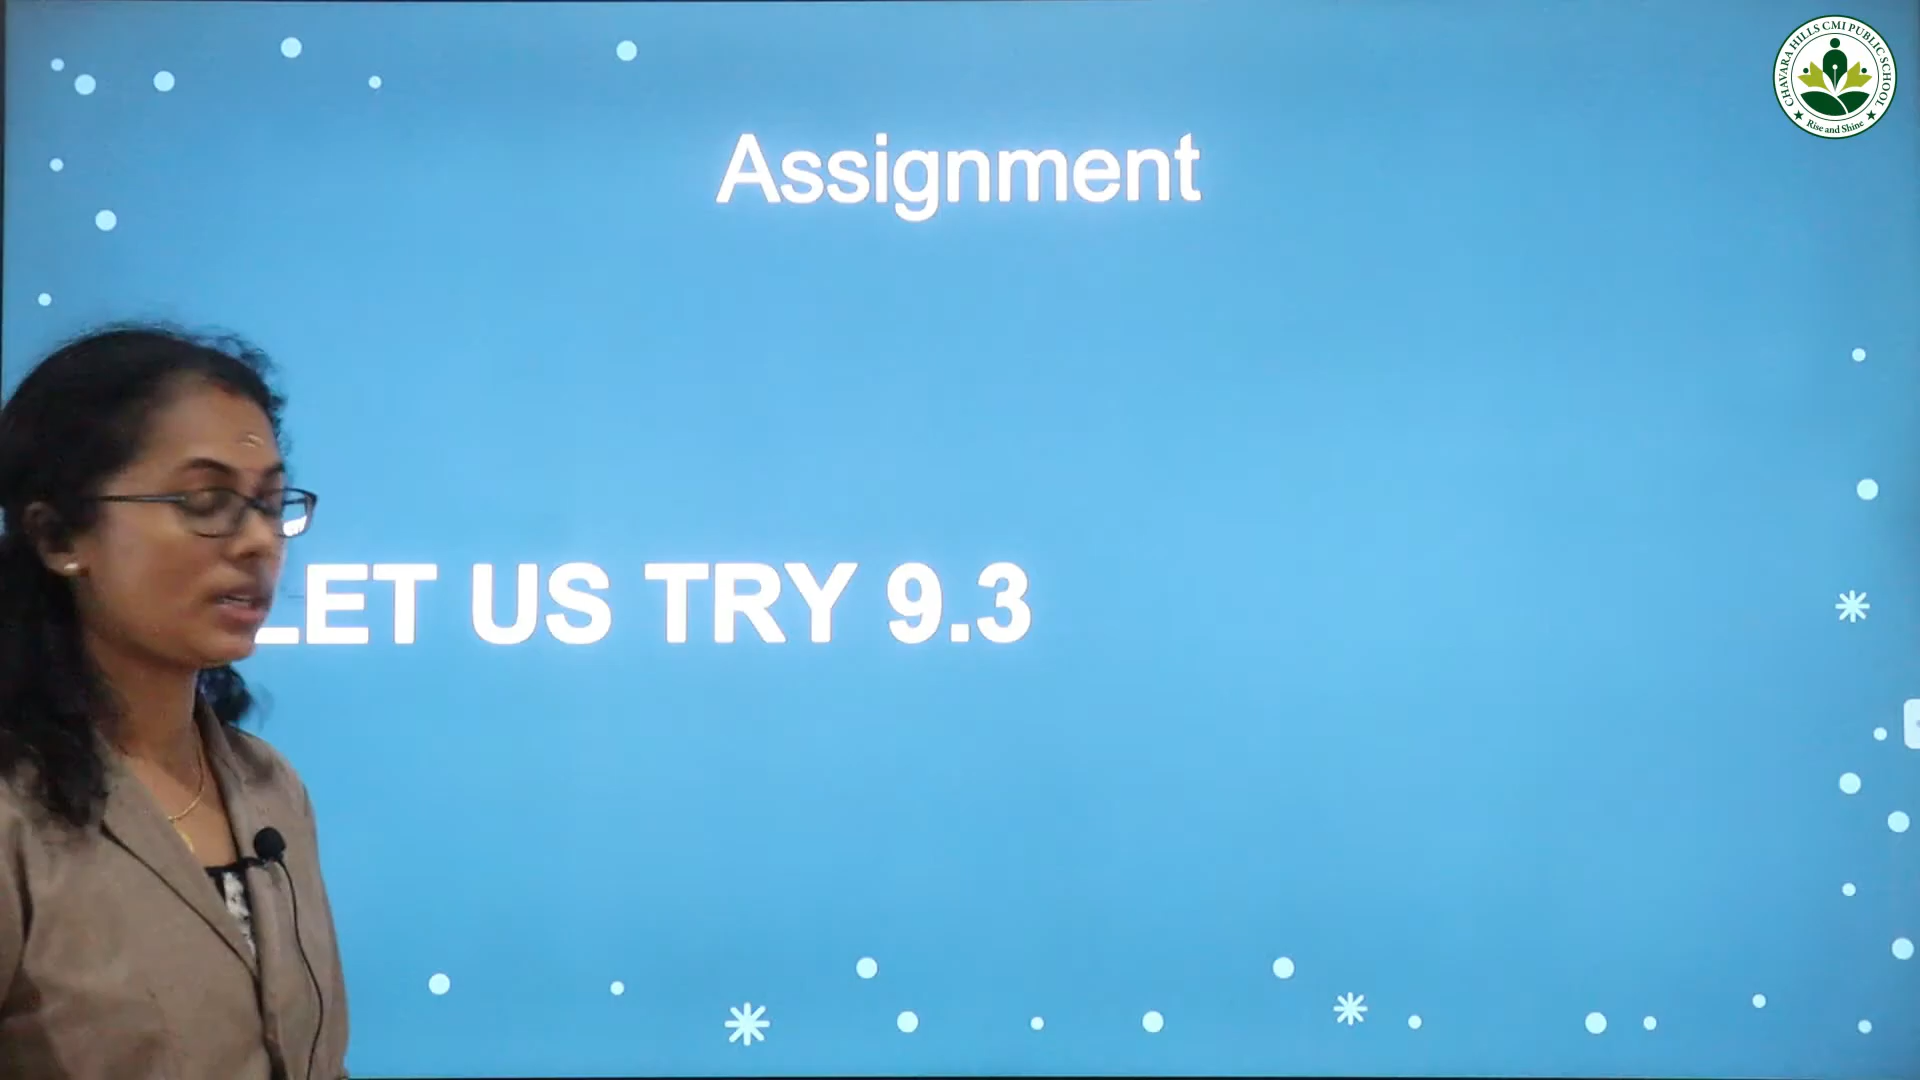 CHAVARA HILLS CMI PUBLIC SCHOOL
Rise and Shine
Assignment
LET US TRY 9.3